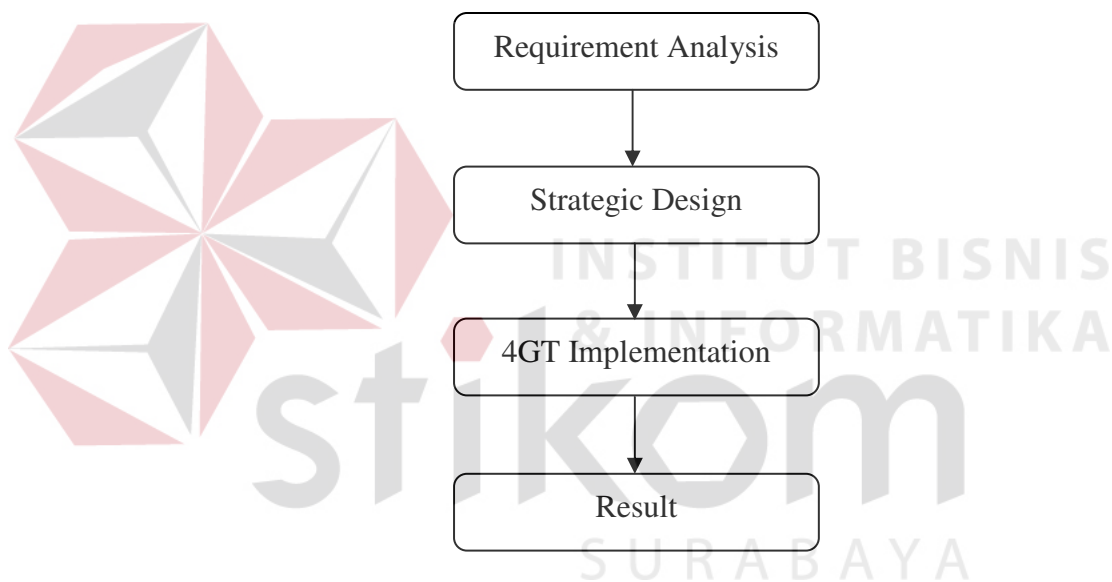 Requirement Analysis
Strategic Design
INSTITUT BISNIS
& INFORMATIKA
4GT Implementation
stikom
Result
SURABAYA